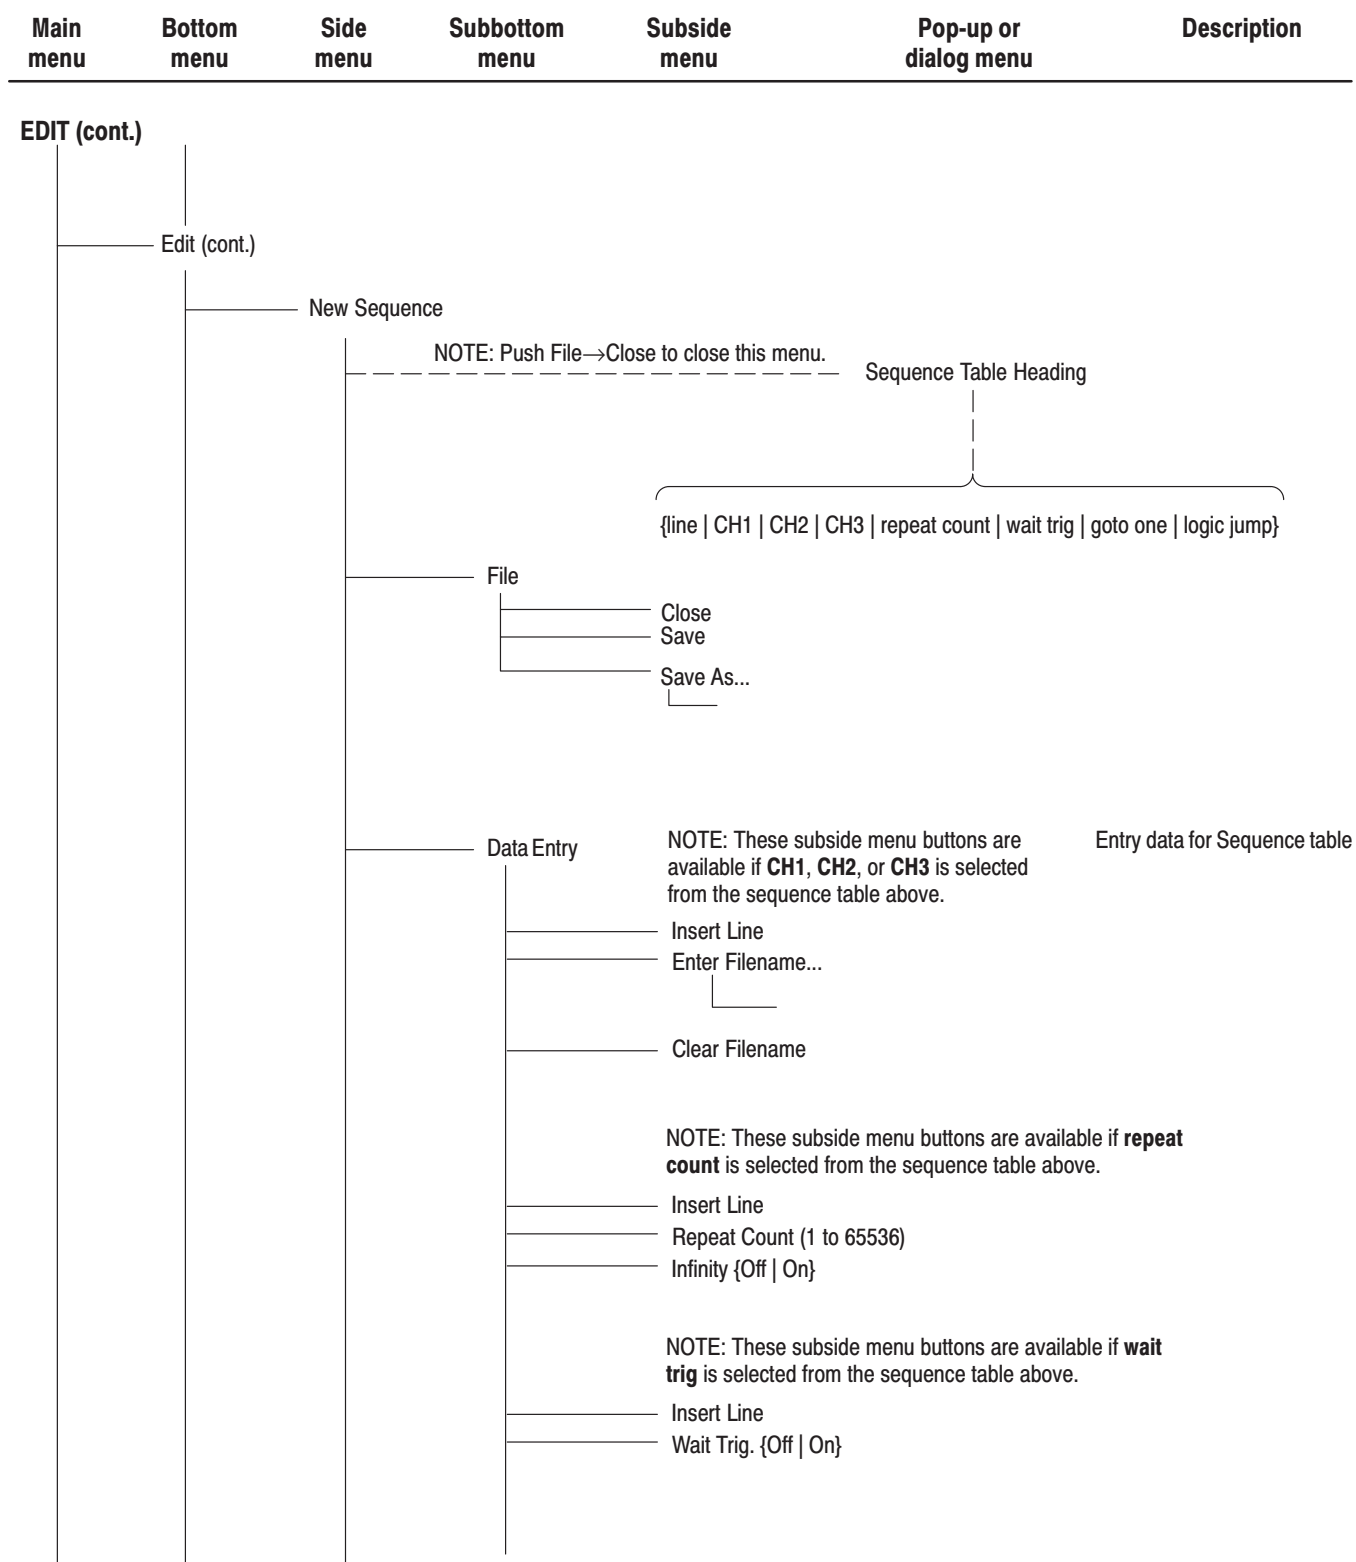 Main menu Bottom menu Side menu Subbottom menu Subside menu Pop-up or dialog menu Description
EDIT (cont.)
Edit (cont.)
New Sequence
NOTE: Push File→Close to close this menu.
Sequence Table Heading
{line | CH1 | CH2 | CH3 | repeat count | wait trig | goto one | logic jump}
File
Close
Save
Save As...
Data Entry
NOTE: These subside menu buttons are
available if CH1, CH2, or CH3 is selected
from the sequence table above.
Entry data for Sequence table
Insert Line
Enter Filename...
Clear Filename
NOTE: These subside menu buttons are available if repeat
count is selected from the sequence table above.
Insert Line
Repeat Count (1 to 65536)
Infinity {Off | On}
NOTE: These subside menu buttons are available if wait
trig is selected from the sequence table above.
Insert Line
Wait Trig. {Off | On}